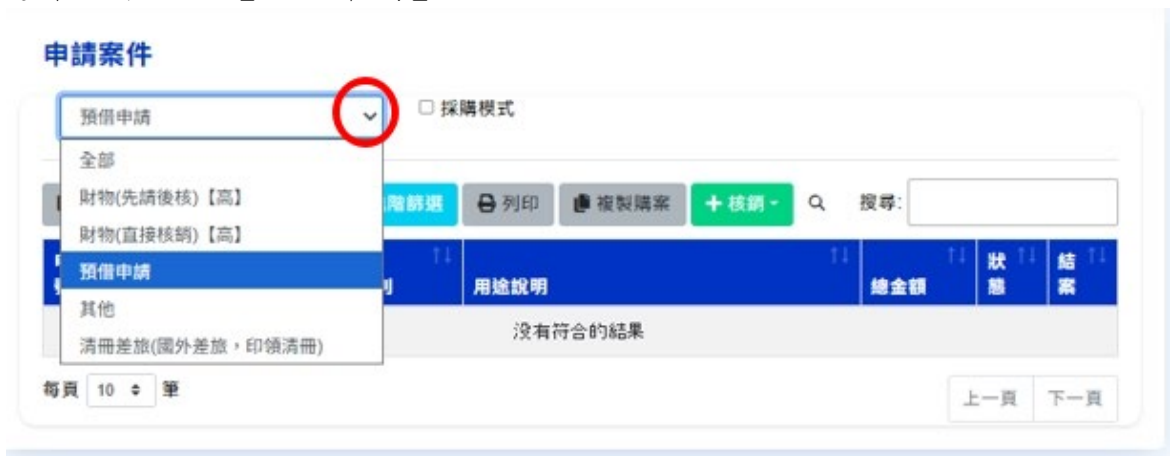 申請案件
預借申請
採購模式
全部
財物(先請後核)【高】
財物(直接核銷)【高】
預借申請
其他
清冊差旅(國外差旅，印領清冊)
階篩選
列印
複製購案
核銷
搜尋:
用途說明
總金額
狀態
結案
沒有符合的結果
每頁 10 筆
上一頁 下一頁